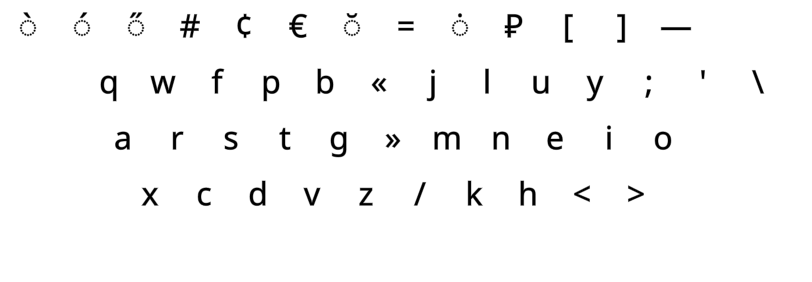 ◌̀ ◌́ ◌̋ # ¢ € ◌̆ = ◌̇ ₽ [ ] —
q w f p b « j l u y ; ' \
a r s t g » m n e i o
x c d v z / k h < >